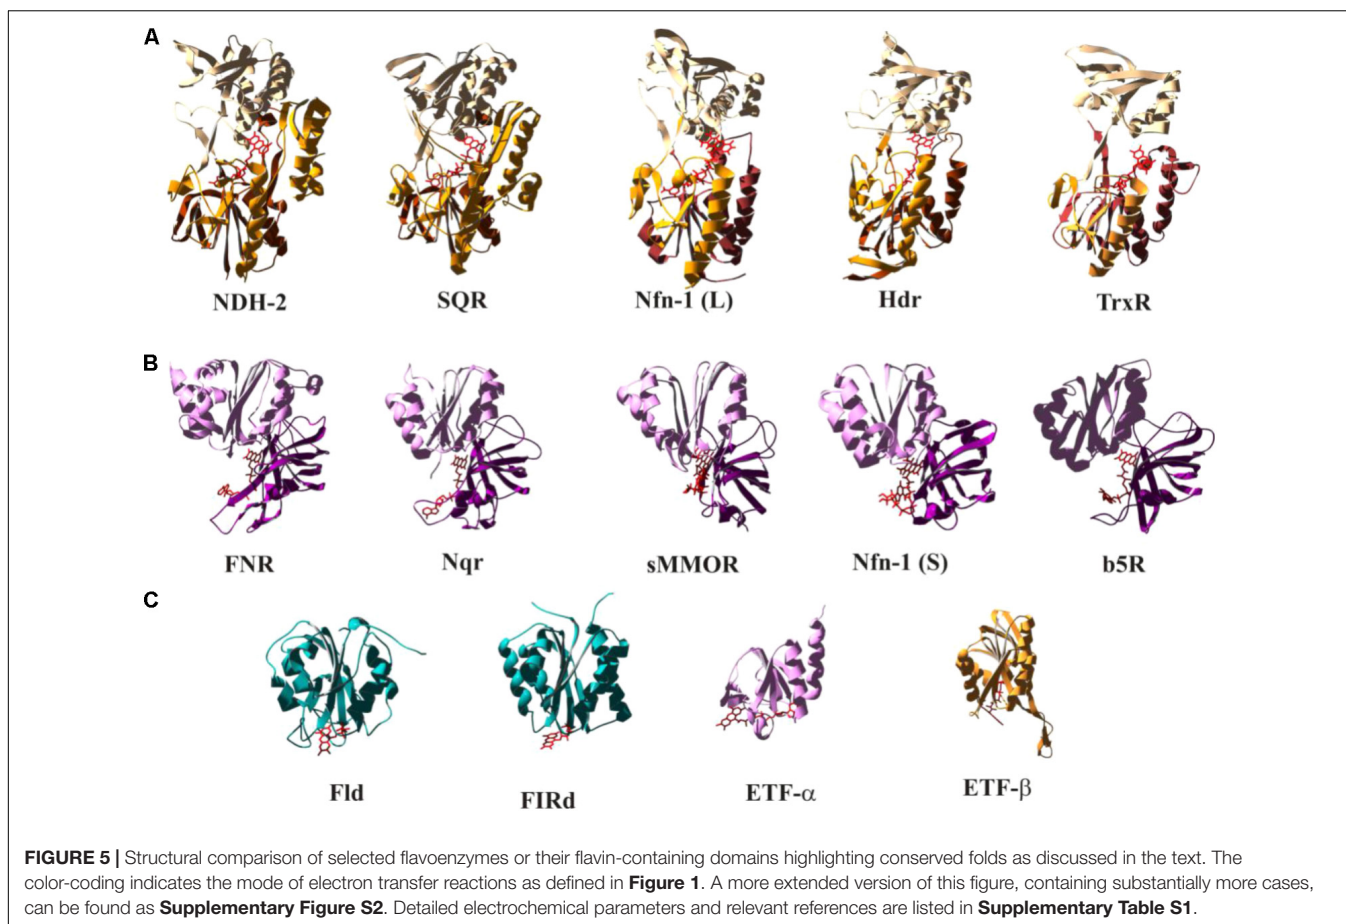 A
NDH-2 SQR Nfn-1 (L) Hdr TrxR
B
FNR Nqr sMMOR Nfn-1 (S) b5R
C
Fld FIRd ETF-α ETF-β
FIGURE 5 | Structural comparison of selected flavoenzymes or their flavin-containing domains highlighting conserved folds as discussed in the text. The
color-coding indicates the mode of electron transfer reactions as defined in Figure 1. A more extended version of this figure, containing substantially more cases,
can be found as Supplementary Figure S2. Detailed electrochemical parameters and relevant references are listed in Supplementary Table S1.